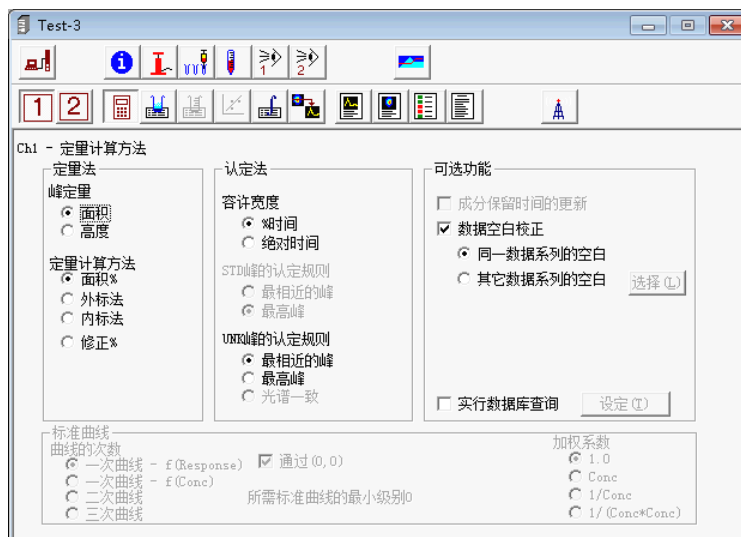 Test-3
1 2
1 2
Ch1 - 定量计算方法
定量法
峰定量
面积
高度
定量计算方法
面积%
外标法
内标法
修正%
认定法
容许宽度
%时间
绝对时间
STD峰的认定规则
最相近的峰
最高峰
UNK峰的认定规则
最相近的峰
最高峰
光谱一致
可选功能
成分保留时间的更新
数据空白校正
同一数据系列的空白
其它数据系列的空白
选择(L)
实行数据库查询
设定(T)
标准曲线
曲线的次数
一次曲线 - f(Response)
一次曲线 - f(Conc)
二次曲线
三次曲线
通过(0,0)
所需标准曲线的最小级别0
加权系数
1.0
Conc
1/Conc
1/(Conc*Conc)